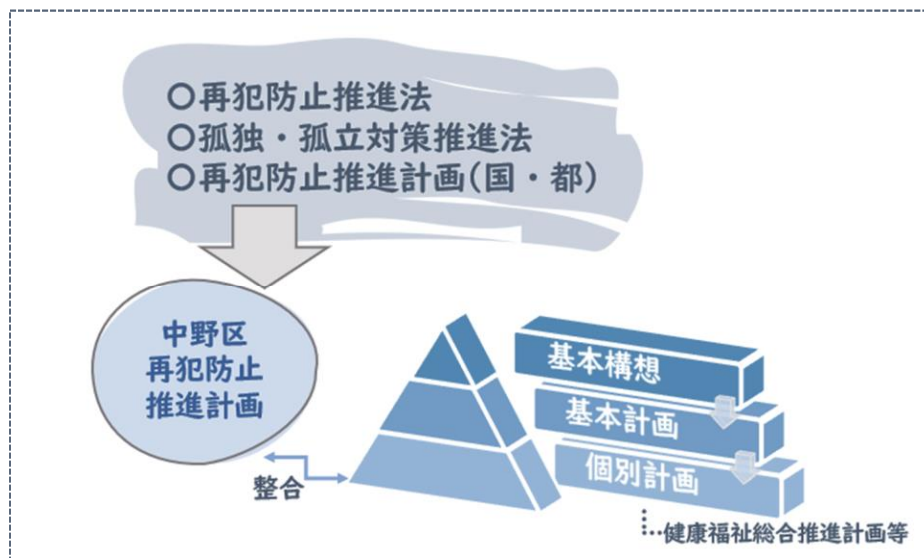 〇再犯防止推進法
〇孤独・孤立対策推進法
〇再犯防止推進計画(国・都)
中野区
再犯防止
推進計画
整合
基本構想
基本計画
個別計画
健康福祉総合推進計画等